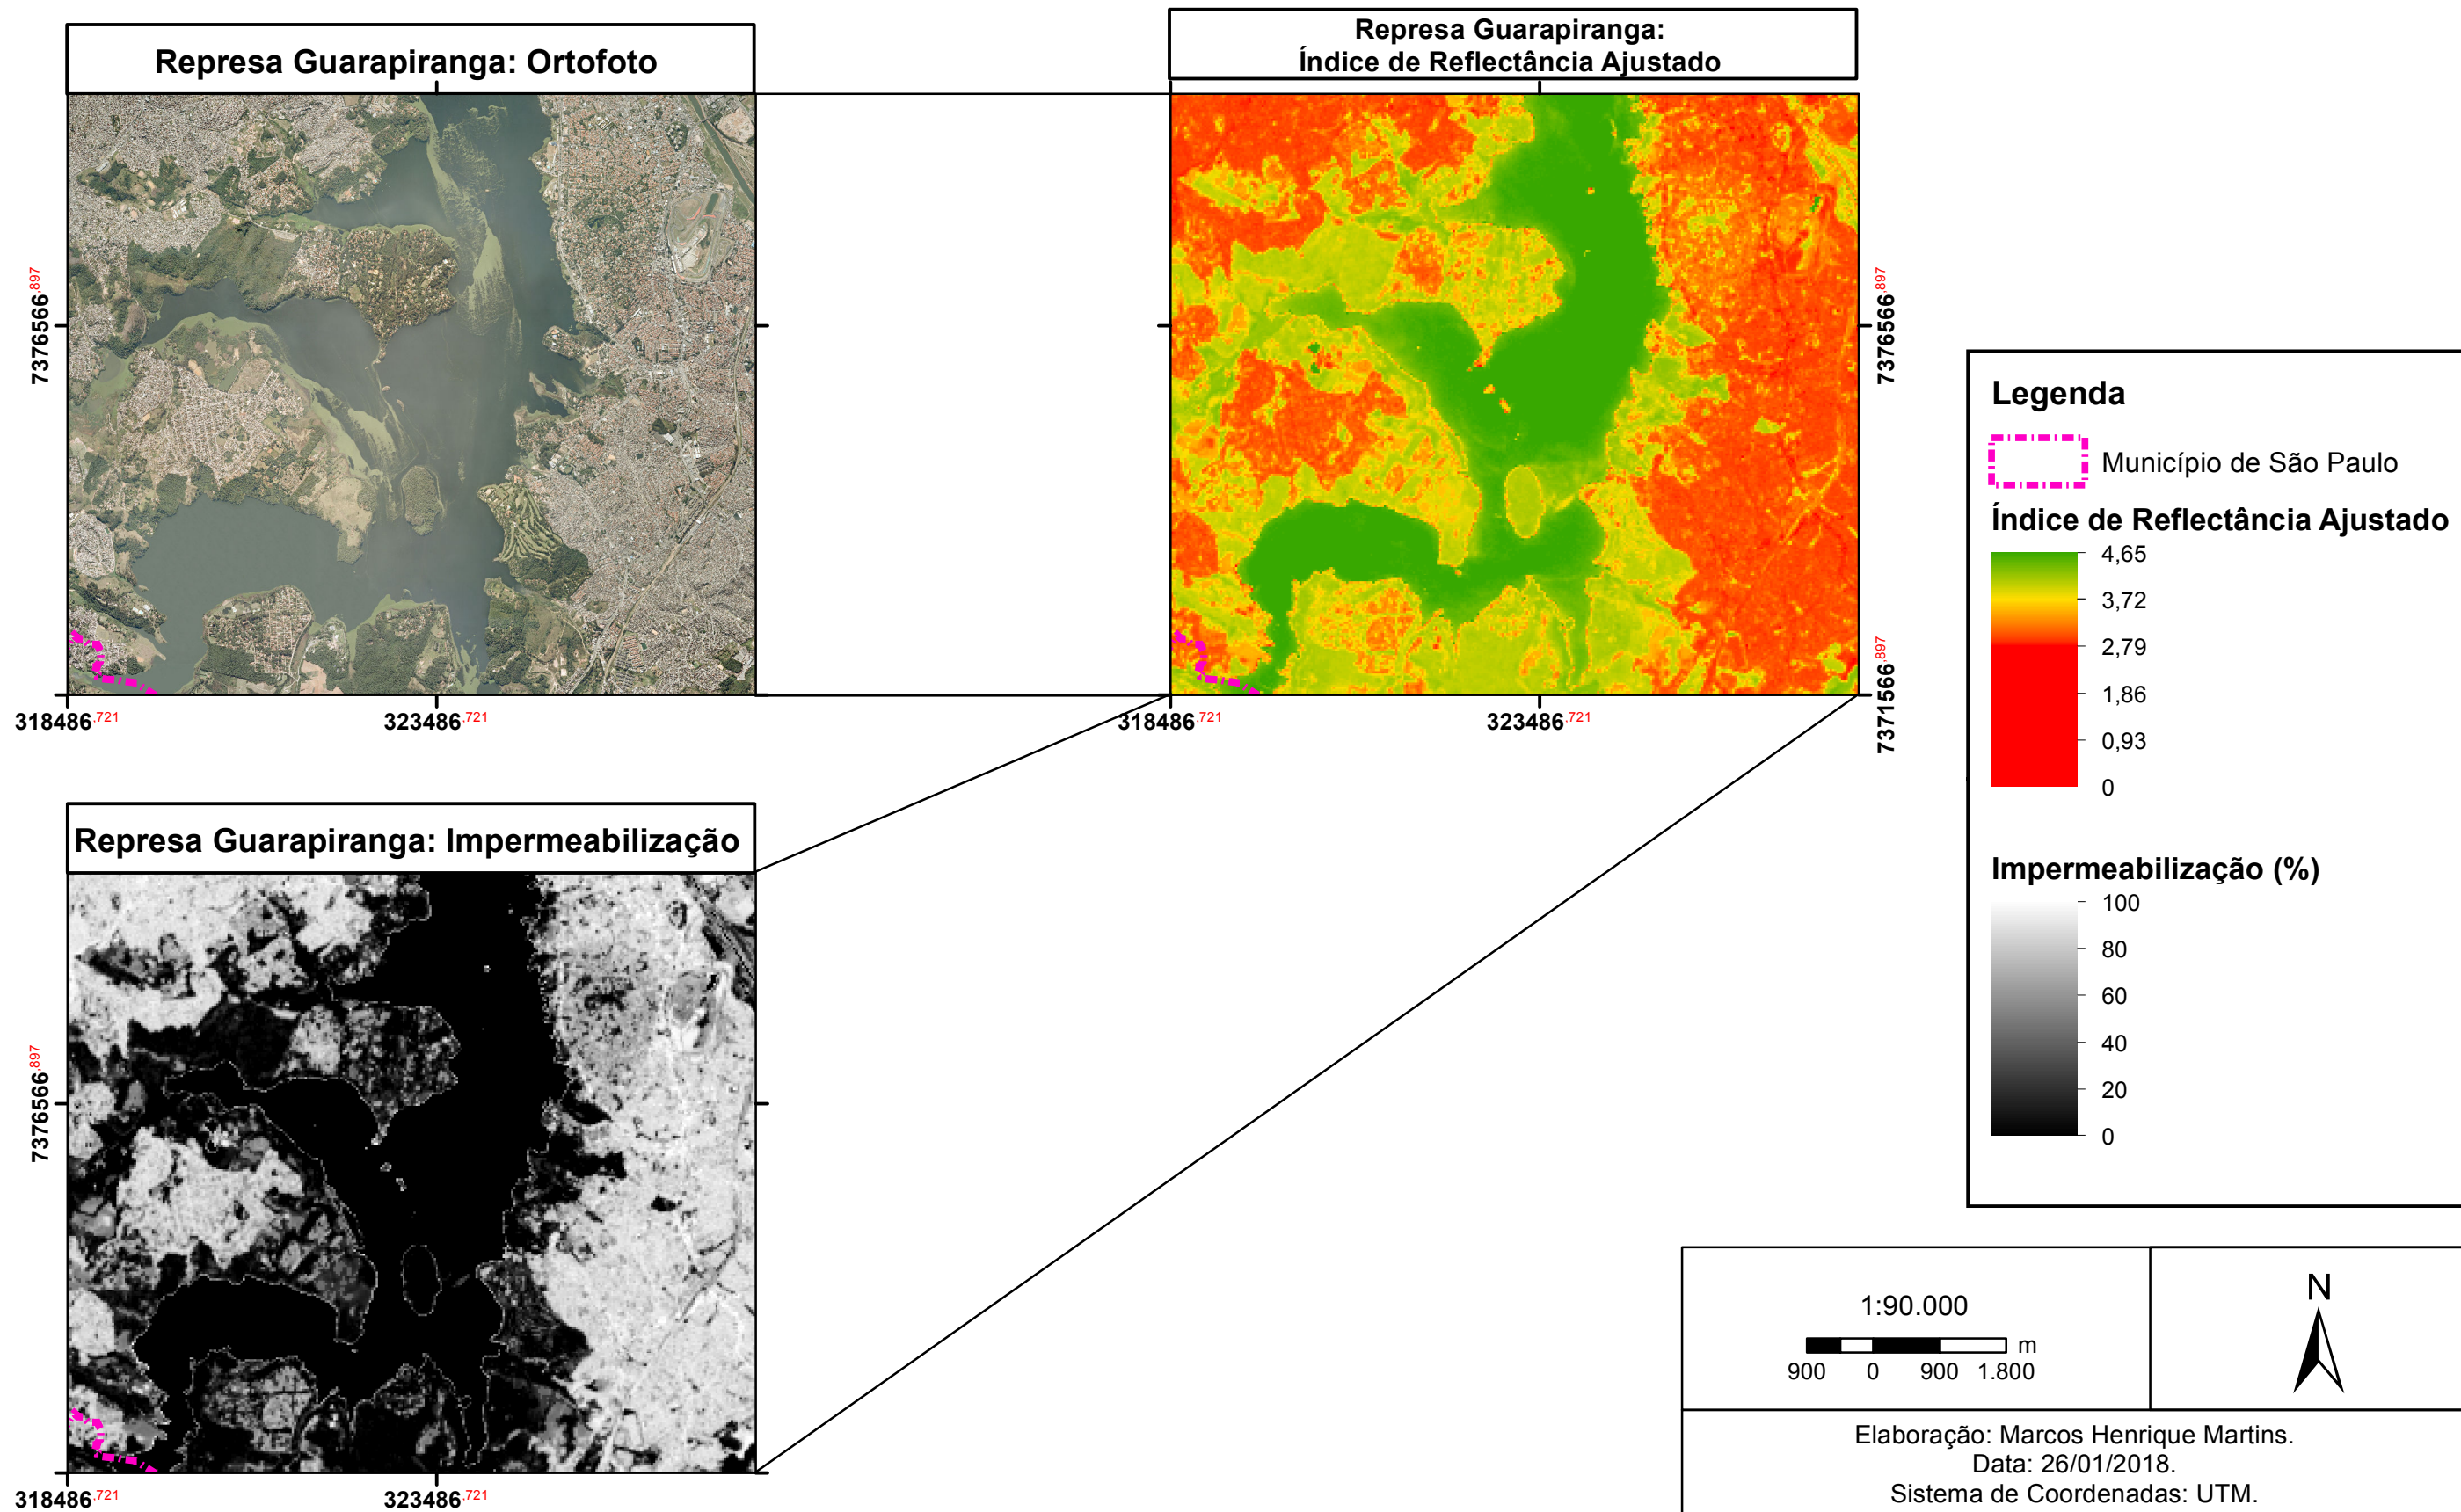 Represa Guarapiranga: Ortofoto
7376566,897
318486,721
323486,721
Represa Guarapiranga:
Índice de Reflectância Ajustado
7376566,897
7371566,897
318486,721
323486,721
Represa Guarapiranga: Impermeabilização
7376566,897
318486,721
323486,721
Legenda
Município de São Paulo
Índice de Reflectância Ajustado
4,65
3,72
2,79
1,86
0,93
0
Impermeabilização (%)
100
80
60
40
20
0
1:90.000
m
900 0 900 1.800
N
Elaboração: Marcos Henrique Martins.
Data: 26/01/2018.
Sistema de Coordenadas: UTM.